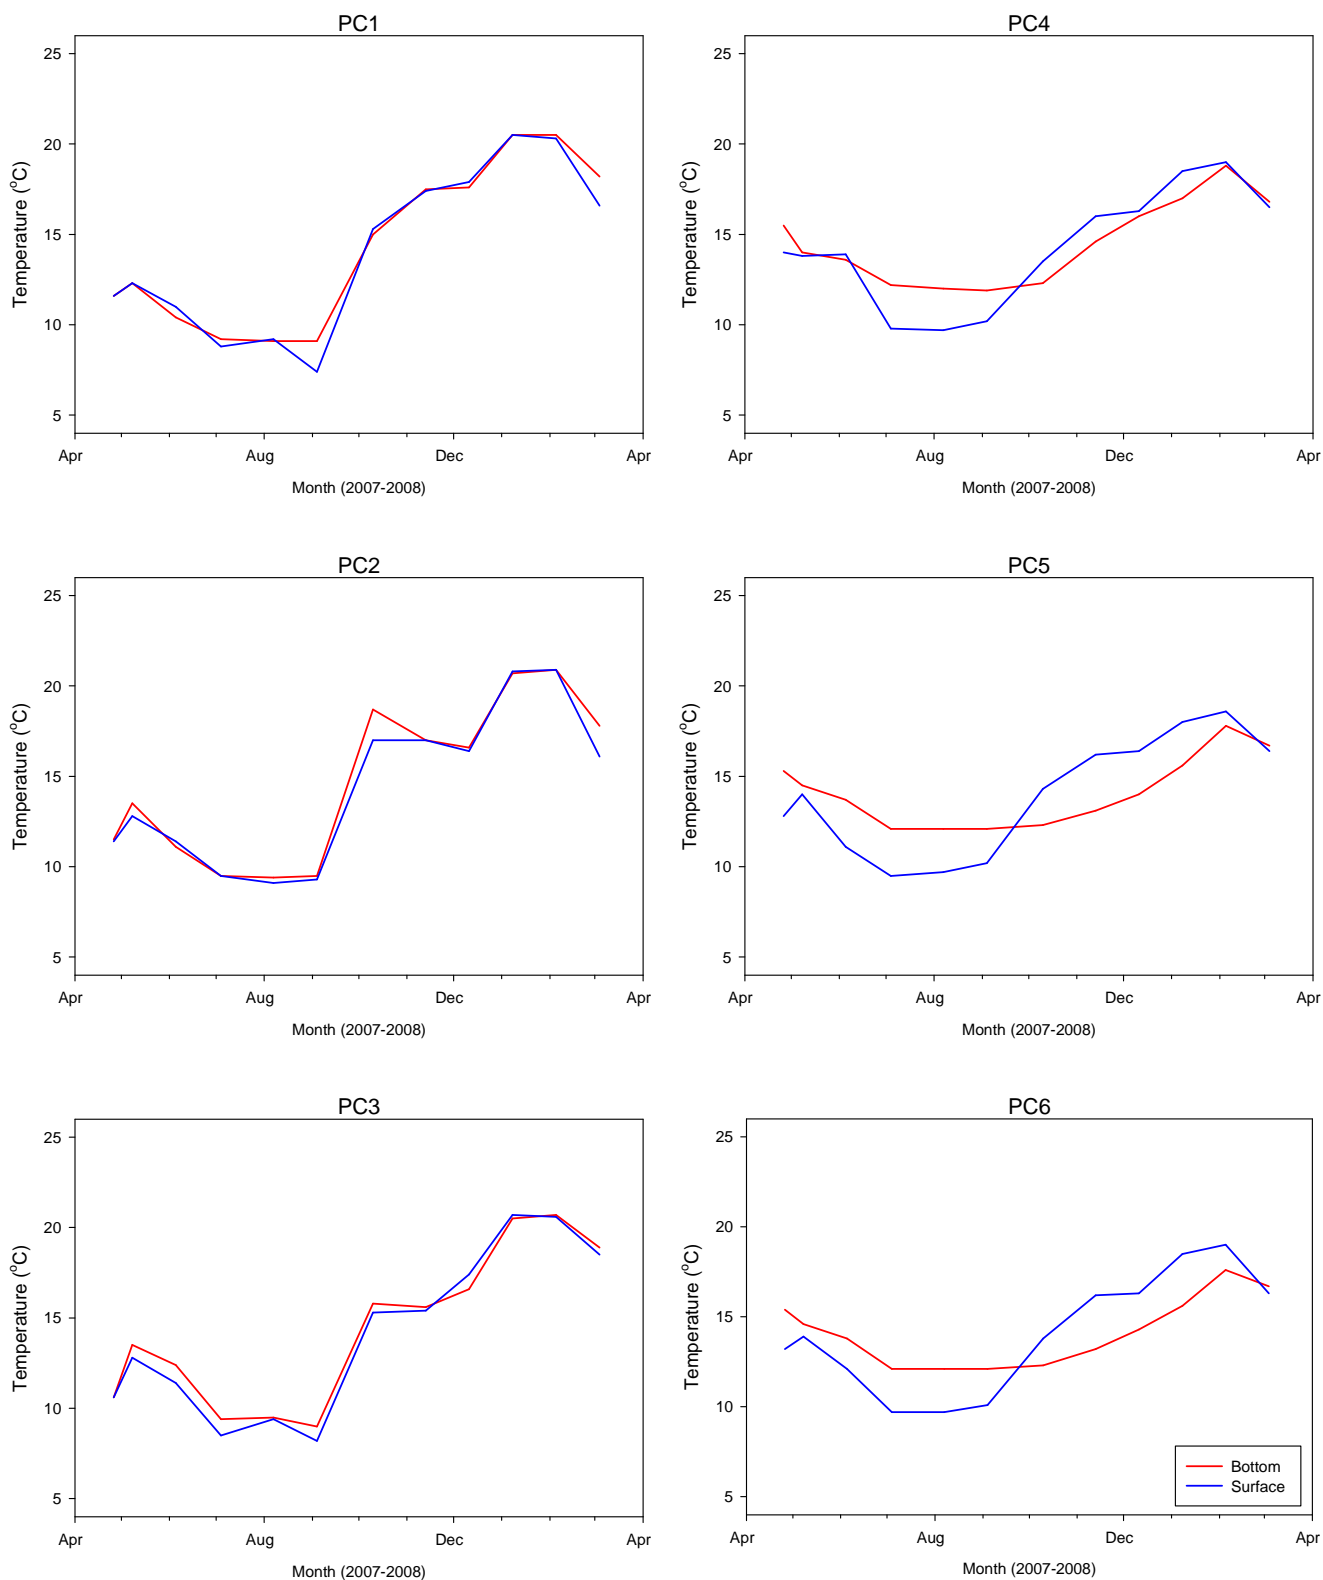 PC1
25
20
15
10
5
Temperature (°C)
Apr
Aug
Dec
Apr
Month (2007-2008)
PC4
25
20
15
10
5
Temperature (°C)
Apr
Aug
Dec
Apr
Month (2007-2008)
PC2
25
20
15
10
5
Temperature (°C)
Apr
Aug
Dec
Apr
Month (2007-2008)
PC5
25
20
15
10
5
Temperature (°C)
Apr
Aug
Dec
Apr
Month (2007-2008)
PC3
25
20
15
10
5
Temperature (°C)
Apr
Aug
Dec
Apr
Month (2007-2008)
PC6
25
20
15
10
5
Temperature (°C)
Apr
Aug
Dec
Apr
Month (2007-2008)
Bottom
Surface